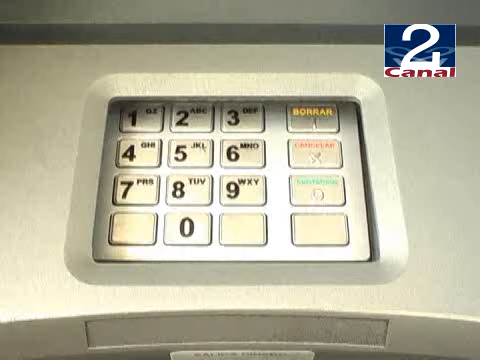 2
Canal
1 QZ 2 ABC 3 DEF BORRAR
4 GHI 5 JKL 6 MNO CANCELAR
7 PRS 8 TUV 9 WXY
0